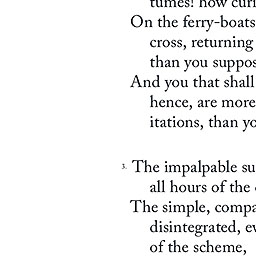 tumes! how curi
On the ferry-boats
cross, returning
than you suppos
And you that shall
hence, are more
itations, than yo
3. The impalpable su
all hours of the
The simple, compa
disintegrated, ev
of the scheme,